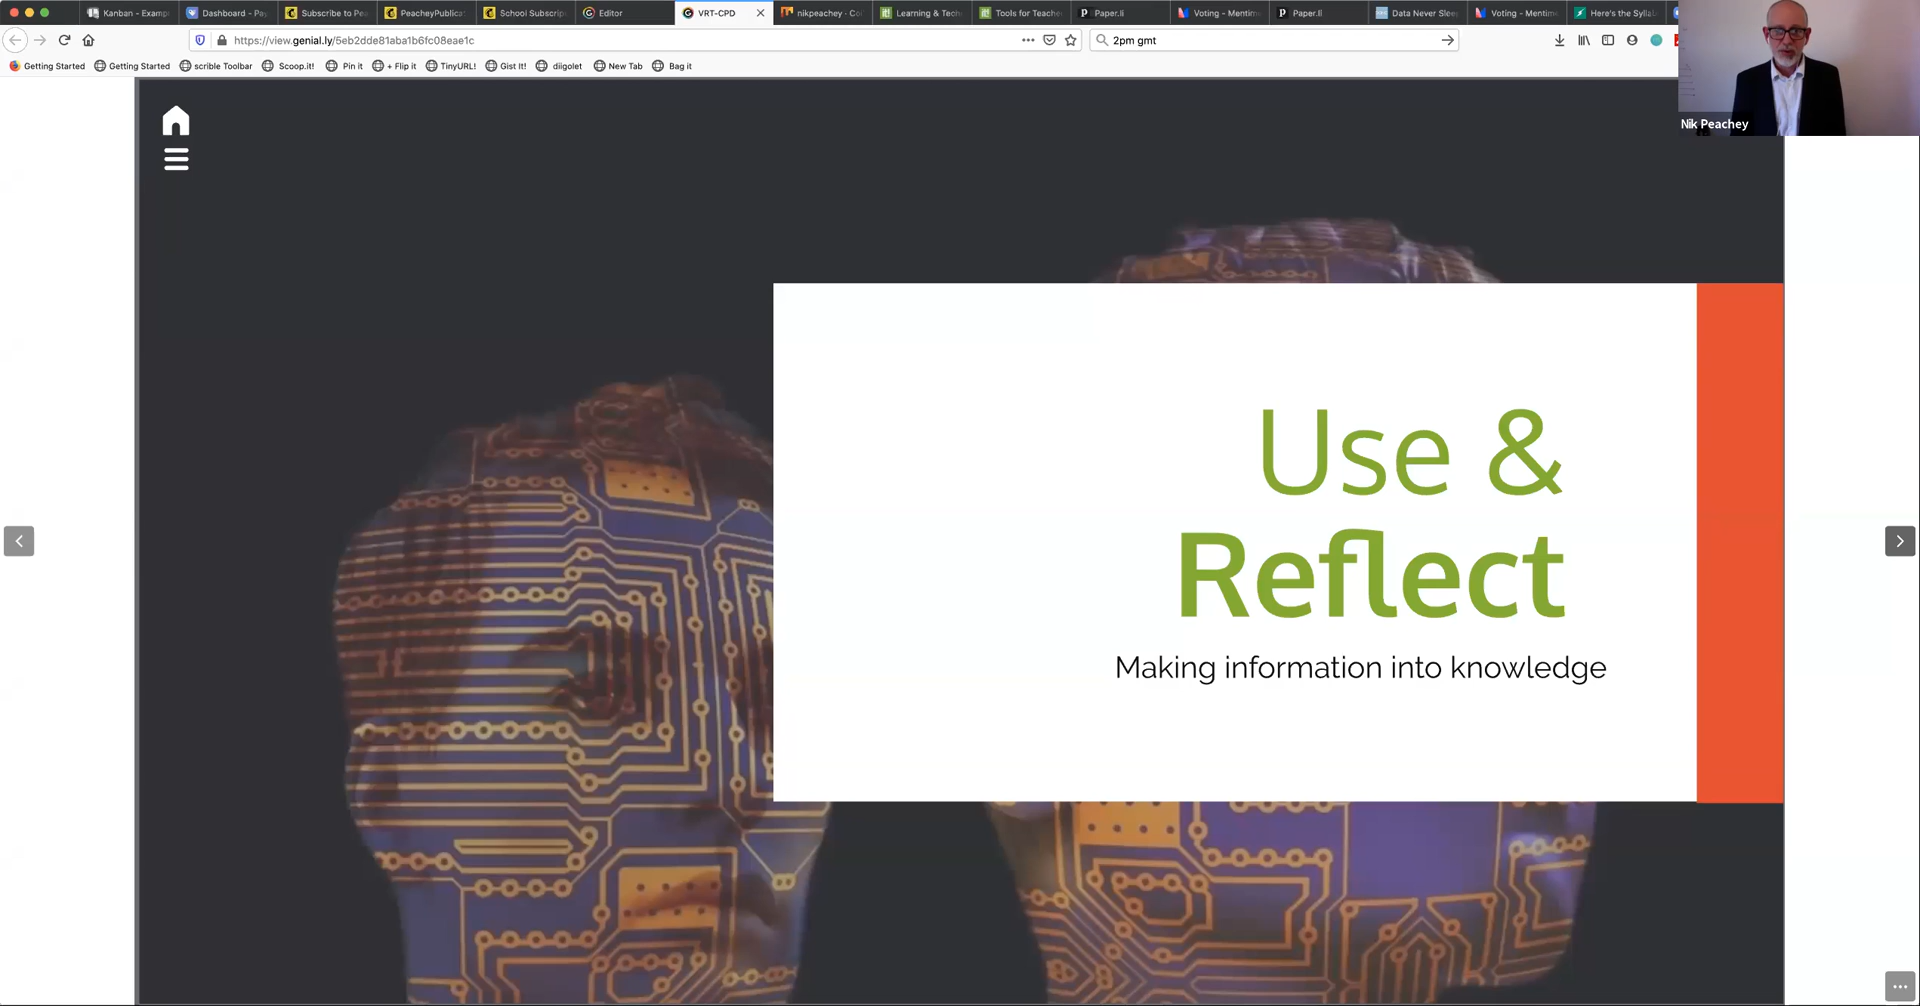 Kanban - Examp
Dashboard - Pay
Subscribe to Pea
PeacheyPublica
School Subscrip
Editor
VRT-CPD
nikpeachey · Co
Learning & Tech
Tools for Teache
Paper.li
Voting - Mentim
Paper.li
Data Never Slee
Voting - Mentim
Here's the Sylla
https://view.genial.ly/5eb2dde81aba1b6fc08eae1c
2pm gmt
Getting Started
Getting Started
scrible Toolbar
Scoop.it!
Pin it
+ Flip it
TinyURL!
Gist It!
diigolet
New Tab
Bag it
Nik Peachey
Use &
Reflect
Making information into knowledge